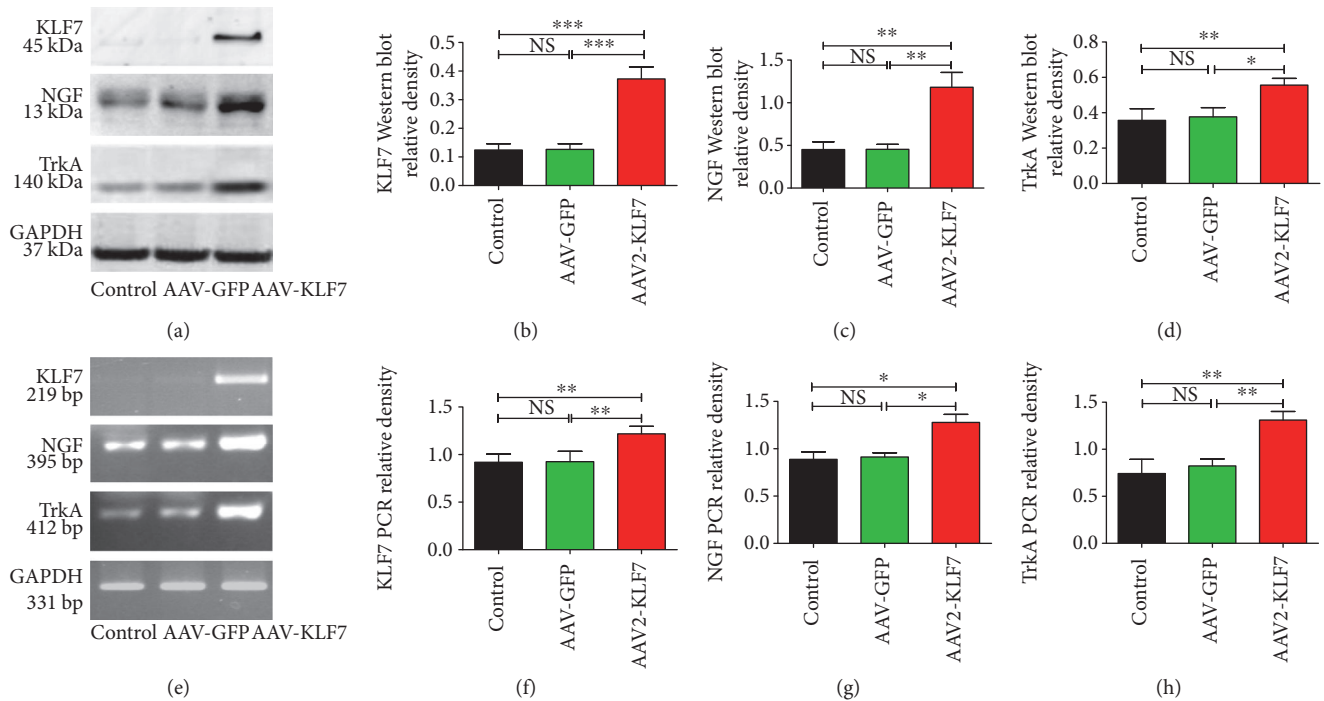 KLF7
45 kDa
NGF
13 kDa
TrkA
140 kDa
GAPDH
37 kDa
Control AAV-GFP AAV-KLF7
(a)
KLF7 Western blot
relative density
0.5
0.4
0.3
0.2
0.1
0.0
***
NS
***
Control
AAV-GFP
AAV2-KLF7
(b)
NGF Western blot
relative density
1.5
1.0
0.5
0.0
**
NS
**
Control
AAV-GFP
AAV2-KLF7
(c)
TrkA Western blot
relative density
0.8
0.6
0.4
0.2
0.0
**
NS
*
Control
AAV-GFP
AAV2-KLF7
(d)
KLF7
219 bp
NGF
395 bp
TrkA
412 bp
GAPDH
331 bp
Control AAV-GFP AAV-KLF7
(e)
KLF7 PCR relative density
1.5
1.0
0.5
0.0
**
NS
**
Control
AAV-GFP
AAV2-KLF7
(f)
NGF PCR relative density
1.5
1.0
0.5
0.0
*
NS
*
Control
AAV-GFP
AAV2-KLF7
(g)
TrkA PCR relative density
1.5
1.0
0.5
0.0
**
NS
**
Control
AAV-GFP
AAV2-KLF7
(h)